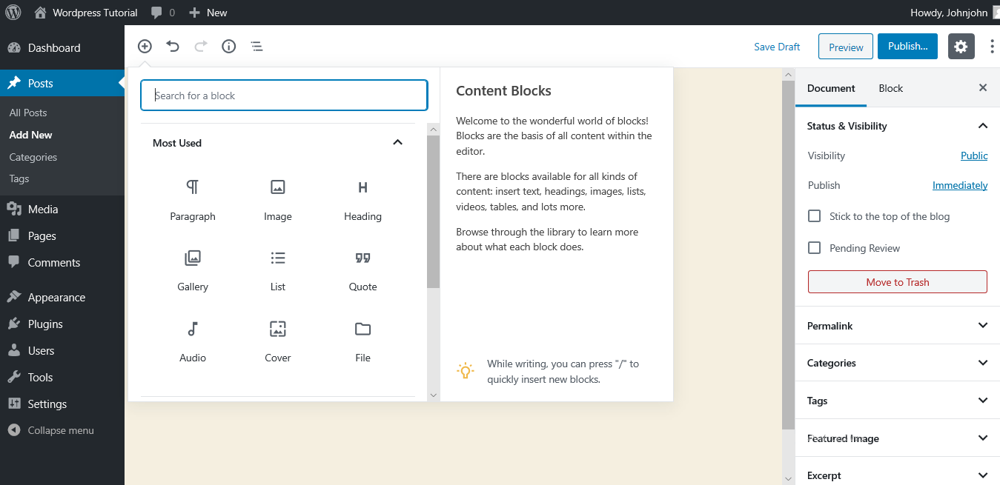 Wordpress Tutorial 0 New Howdy, Johnjohn
Dashboard
Posts
All Posts
Add New
Categories
Tags
Media
Pages
Comments
Appearance
Plugins
Users
Tools
Settings
Collapse menu
Save Draft Preview Publish...
Search for a block
Most Used
Paragraph Image Heading
Gallery List Quote
Audio Cover File
Content Blocks
Welcome to the wonderful world of blocks!
Blocks are the basis of all content within the
editor.
There are blocks available for all kinds of
content: insert text, headings, images, lists,
videos, tables, and lots more.
Browse through the library to learn more
about what each block does.
While writing, you can press "/" to
quickly insert new blocks.
Document Block
Status & Visibility
Visibility Public
Publish Immediately
Stick to the top of the blog
Pending Review
Move to Trash
Permalink
Categories
Tags
Featured Image
Excerpt